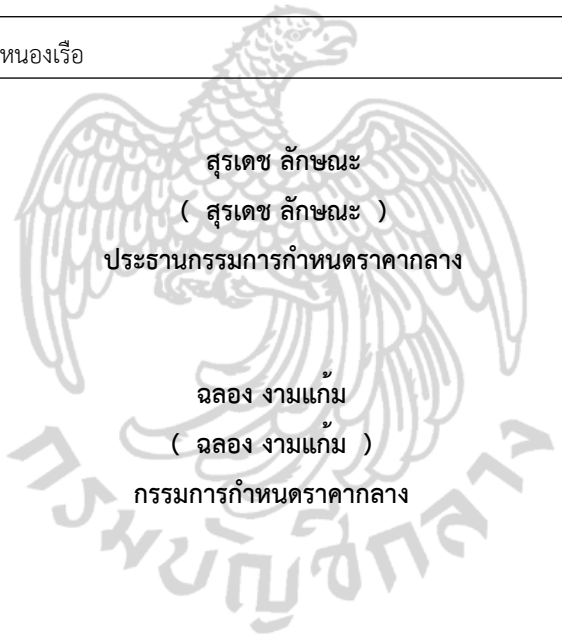 หนองเรือ
สุรเดช ลักษณะ
( สุรเดช ลักษณะ )
ประธานกรรมการกำหนดราคากลาง
ฉลอง งามแก้ม
( ฉลอง งามแก้ม )
กรรมการกำหนดราคากลาง
กรมบัญชีกลาง